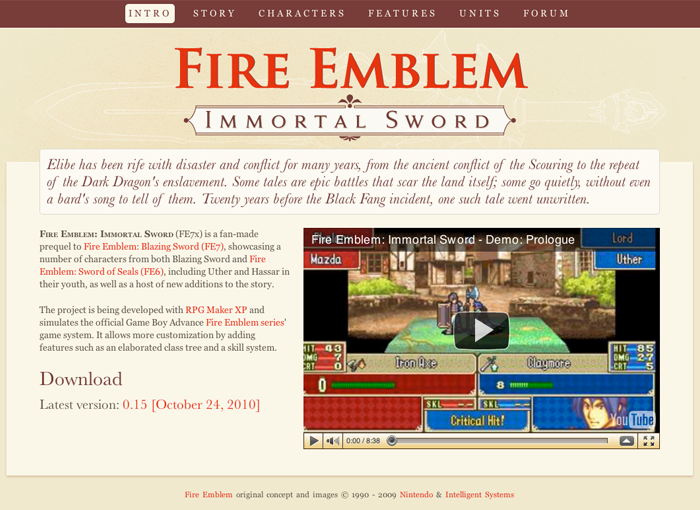 INTRO STORY CHARACTERS FEATURES UNITS FORUM
FIRE EMBLEM
IMMORTAL SWORD
Elibe has been rife with disaster and conflict for many years, from the ancient conflict of the Scouring to the repeat
of the Dark Dragon's enslavement. Some tales are epic battles that scar the land itself; some go quietly, without even
a bard's song to tell of them. Twenty years before the Black Fang incident, one such tale went unwritten.
FIRE EMBLEM: IMMORTAL SWORD (FE7x) is a fan-made
prequel to Fire Emblem: Blazing Sword (FE7), showcasing a
number of characters from both Blazing Sword and Fire
Emblem: Sword of Seals (FE6), including Uther and Hassar in
their youth, as well as a host of new additions to the story.
The project is being developed with RPG Maker XP and
simulates the official Game Boy Advance Fire Emblem series'
game system. It allows more customization by adding
features such as an elaborated class tree and a skill system.
Download
Latest version: 0.15 [October 24, 2010]
Fire Emblem: Immortal Sword - Demo: Prologue
Lord
Mazda Uther
HIT 43 Iron Axe Claymore HIT 85
DMG 7 DMG 27
CRT 0 CRT 5
0 8
SKL -- -- SKL -- --
Critical Hit!
YouTube
0:00 / 8:38
Fire Emblem original concept and images © 1990 - 2009 Nintendo & Intelligent Systems